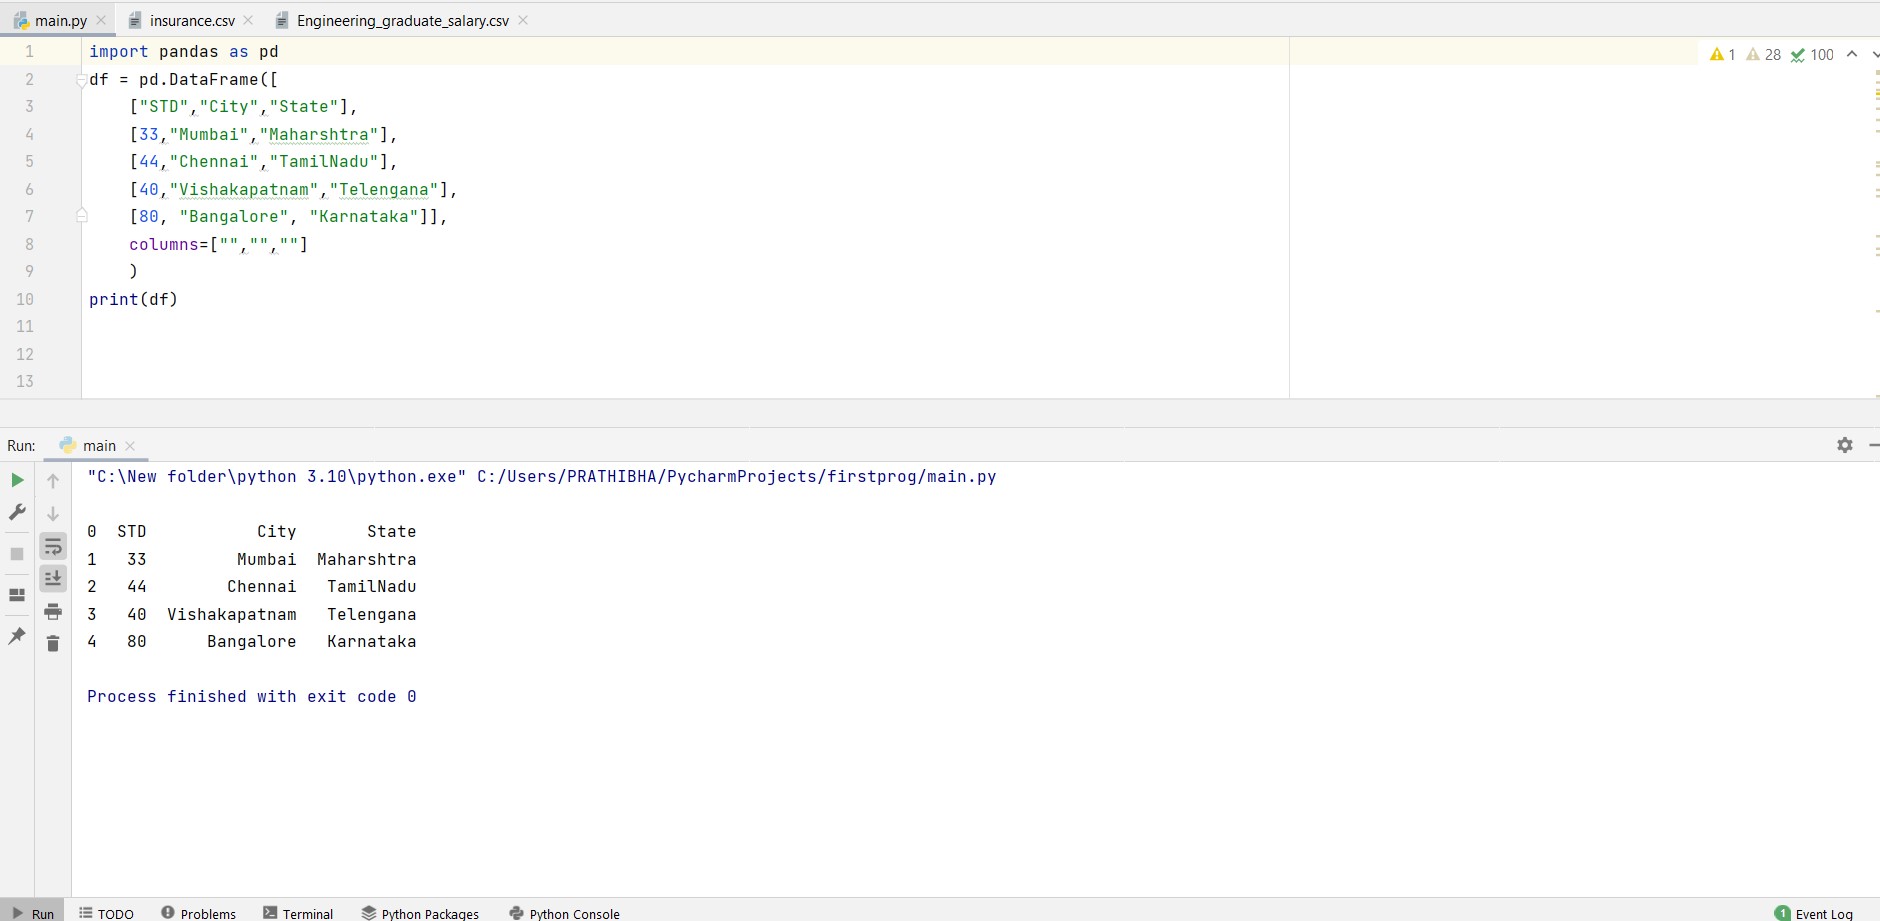 main.py insurance.csv Engineering_graduate_salary.csv
1 import pandas as pd 1 28 100
2 df = pd.DataFrame([
3 ["STD","City","State"],
4 [33,"Mumbai","Maharshtra"],
5 [44,"Chennai","TamilNadu"],
6 [40,"Vishakapatnam","Telengana"],
7 [80, "Bangalore", "Karnataka"]],
8 columns=["","",""]
9 )
10 print(df)
11
12
13
Run: main
"C:\New folder\python 3.10\python.exe" C:/Users/PRATHIBHA/PycharmProjects/firstprog/main.py
0 STD City State
1 33 Mumbai Maharshtra
2 44 Chennai TamilNadu
3 40 Vishakapatnam Telengana
4 80 Bangalore Karnataka
Process finished with exit code 0
Run TODO Problems Terminal Python Packages Python Console 1 Event Log